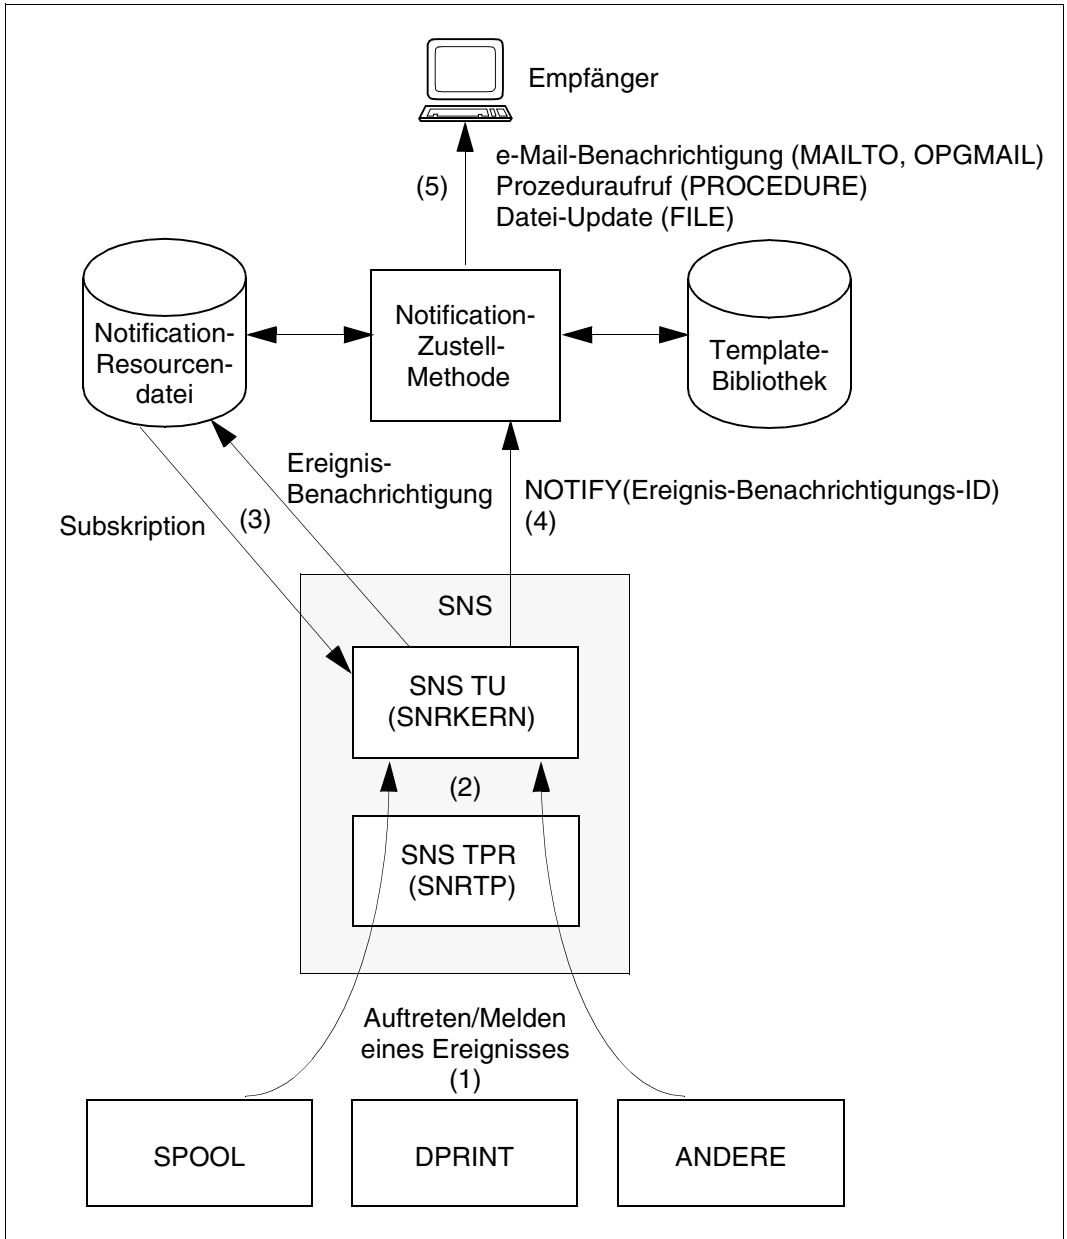 Empfänger
e-Mail-Benachrichtigung (MAILTO, OPGMAIL)
(5)
Prozeduraufruf (PROCEDURE)
Datei-Update (FILE)
Notification-
Resourcen-
datei
Notification-
Zustell-
Methode
Template-
Bibliothek
Ereignis-
Benachrichtigung
NOTIFY(Ereignis-Benachrichtigungs-ID)
(4)
Subskription
(3)
SNS
SNS TU
(SNRKERN)
(2)
SNS TPR
(SNRTP)
Auftreten/Melden
eines Ereignisses
(1)
SPOOL
DPRINT
ANDERE